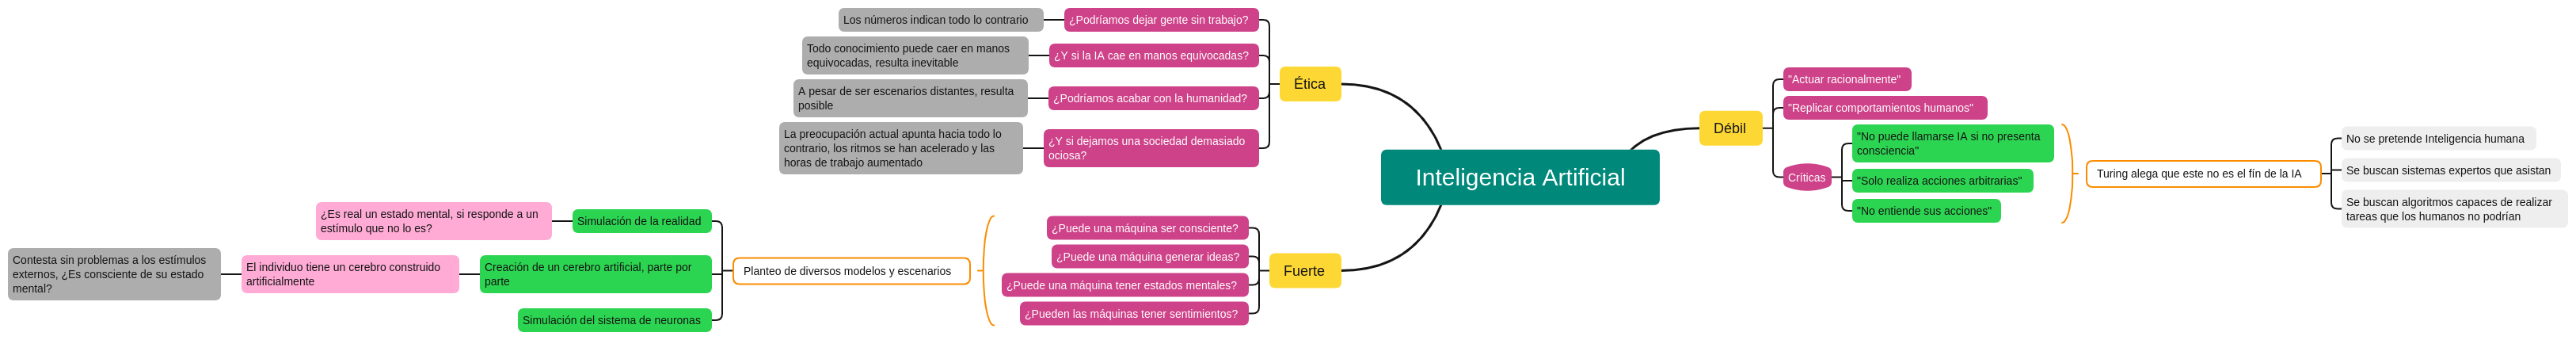 Inteligencia Artificial
Ética
¿Podríamos dejar gente sin trabajo?
Los números indican todo lo contrario
¿Y si la IA cae en manos equivocadas?
Todo conocimiento puede caer en manos
equivocadas, resulta inevitable
¿Podríamos acabar con la humanidad?
A pesar de ser escenarios distantes, resulta
posible
¿Y si dejamos una sociedad demasiado
ociosa?
La preocupación actual apunta hacia todo lo
contrario, los ritmos se han acelerado y las
horas de trabajo aumentado
Fuerte
¿Puede una máquina ser consciente?
¿Puede una máquina generar ideas?
¿Puede una máquina tener estados mentales?
¿Pueden las máquinas tener sentimientos?
Planteo de diversos modelos y escenarios
Simulación de la realidad
¿Es real un estado mental, si responde a un
estímulo que no lo es?
Creación de un cerebro artificial, parte por
parte
El individuo tiene un cerebro construido
artificialmente
Contesta sin problemas a los estímulos
externos, ¿Es consciente de su estado
mental?
Simulación del sistema de neuronas
Débil
"Actuar racionalmente"
"Replicar comportamientos humanos"
Críticas
"No puede llamarse IA si no presenta
consciencia"
"Solo realiza acciones arbitrarias"
"No entiende sus acciones"
Turing alega que este no es el fín de la IA
No se pretende Inteligencia humana
Se buscan sistemas expertos que asistan
Se buscan algoritmos capaces de realizar
tareas que los humanos no podrían